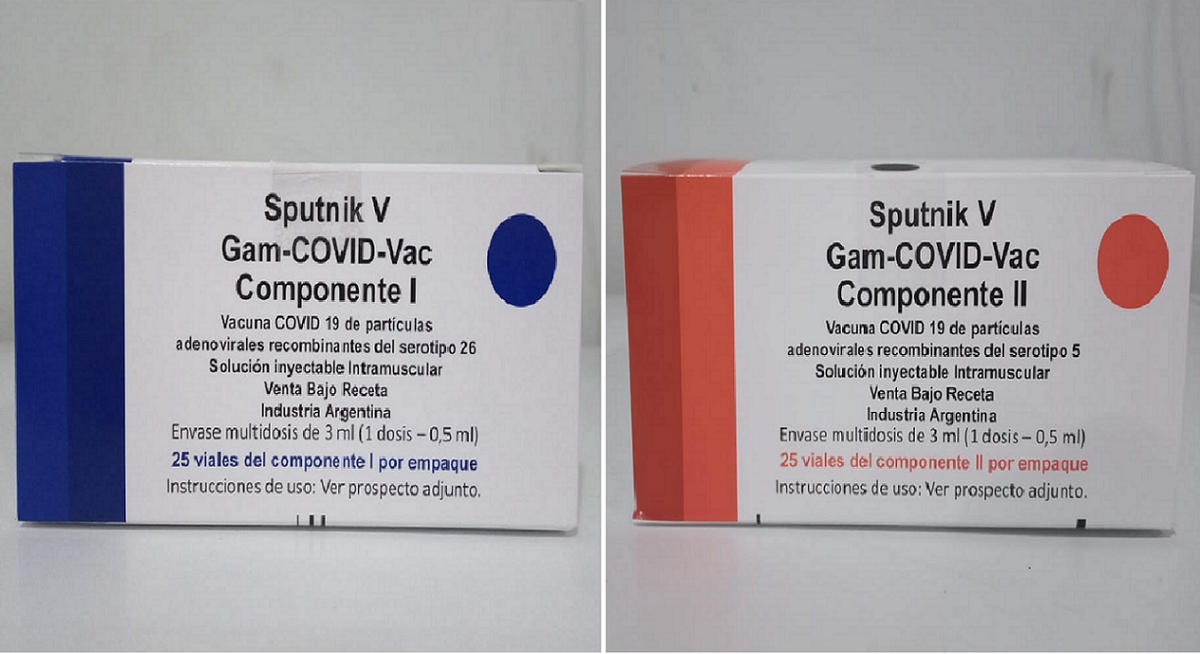 Sputnik V
Gam-COVID-Vac
Componente I
Vacuna COVID 19 de partículas
adenovirales recombinantes del serotipo 26
Solución inyectable Intramuscular
Venta Bajo Receta
Industria Argentina
Envase multidosis de 3 ml (1 dosis – 0,5 ml)
25 viales del componente I por empaque
Instrucciones de uso: Ver prospecto adjunto.
Sputnik V
Gam-COVID-Vac
Componente II
Vacuna COVID 19 de partículas
adenovirales recombinantes del serotipo 5
Solución inyectable Intramuscular
Venta Bajo Receta
Industria Argentina
Envase multidosis de 3 ml (1 dosis – 0,5 ml)
25 viales del componente II por empaque
Instrucciones de uso: Ver prospecto adjunto.